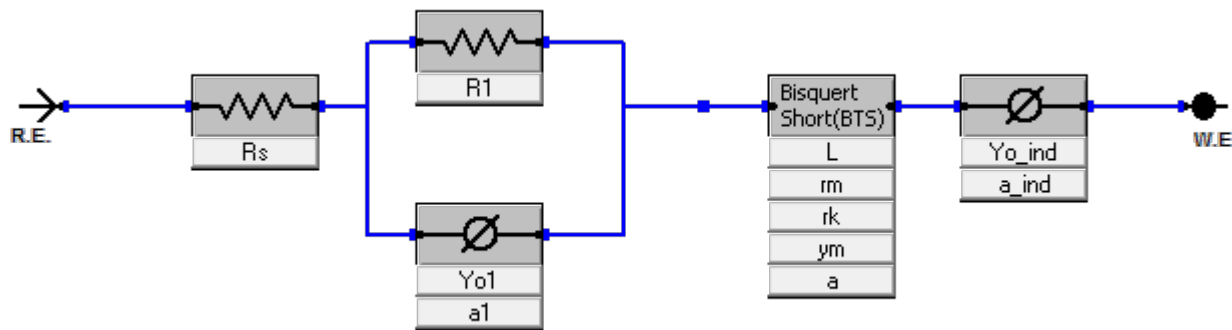 R.E.
Rs
R1
Yo1
a1
Bisquert
Short(BTS)
L
rm
rk
ym
a
Yo_ind
a_ind
W.E